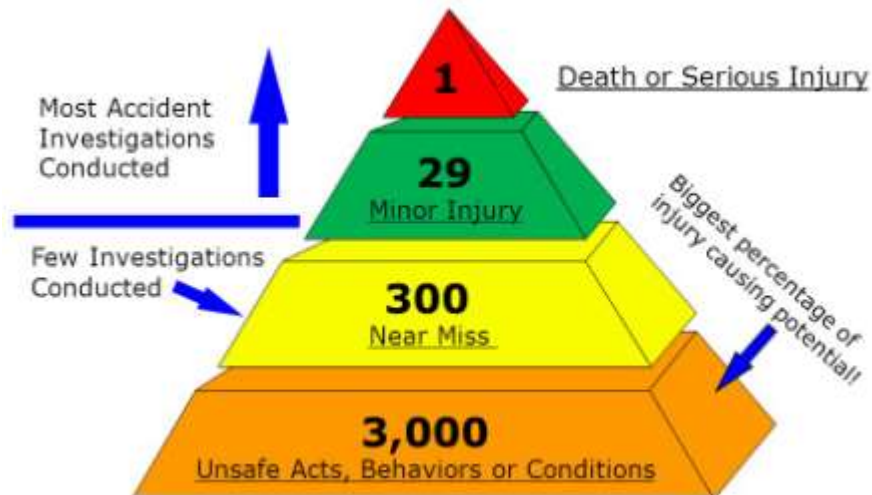 1
Death or Serious Injury
Most Accident
Investigations
Conducted
29
Minor Injury
Biggest percentage of
injury causing potential!
Few Investigations
Conducted
300
Near Miss
3,000
Unsafe Acts, Behaviors or Conditions